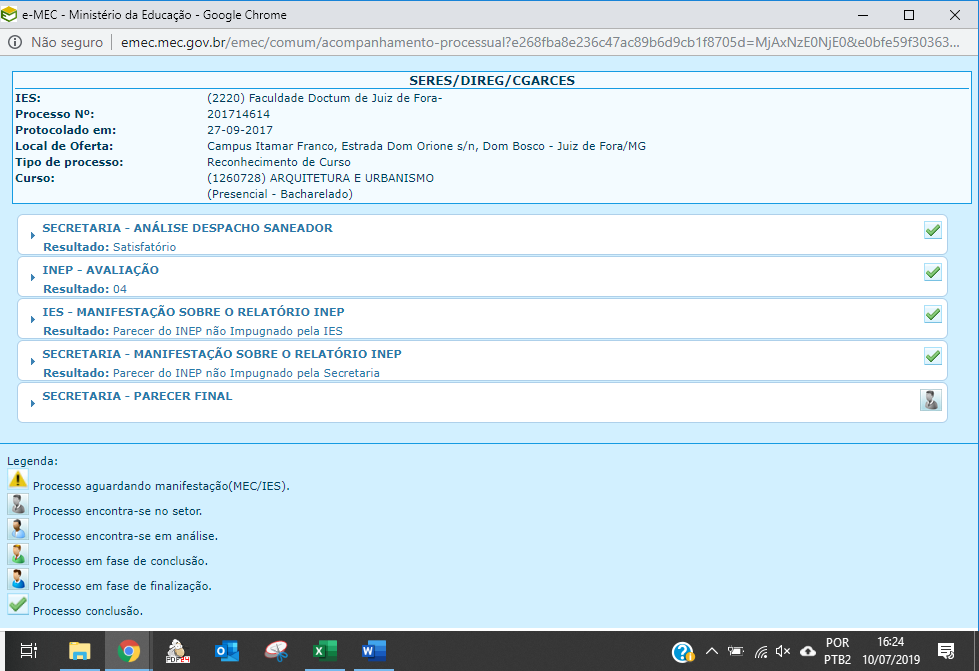 e-MEC - Ministério da Educação - Google Chrome
Não seguro | emec.mec.gov.br/emec/comum/acompanhamento-processual?e268fba8e236c47ac89b6d9cb1f8705d=MjAxNzE0NjE0&e0bfe59f30363...
SERES/DIREG/CGARCES
IES: (2220) Faculdade Doctum de Juiz de Fora-
Processo Nº: 201714614
Protocolado em: 27-09-2017
Local de Oferta: Campus Itamar Franco, Estrada Dom Orione s/n, Dom Bosco - Juiz de Fora/MG
Tipo de processo: Reconhecimento de Curso
Curso: (1260728) ARQUITETURA E URBANISMO
(Presencial - Bacharelado)
SECRETARIA - ANÁLISE DESPACHO SANEADOR
Resultado: Satisfatório
INEP - AVALIAÇÃO
Resultado: 04
IES - MANIFESTAÇÃO SOBRE O RELATÓRIO INEP
Resultado: Parecer do INEP não Impugnado pela IES
SECRETARIA - MANIFESTAÇÃO SOBRE O RELATÓRIO INEP
Resultado: Parecer do INEP não Impugnado pela Secretaria
SECRETARIA - PARECER FINAL
Legenda:
Processo aguardando manifestação(MEC/IES).
Processo encontra-se no setor.
Processo encontra-se em análise.
Processo em fase de conclusão.
Processo em fase de finalização.
Processo conclusão.
PDF24
POR
PTB2
16:24
10/07/2019